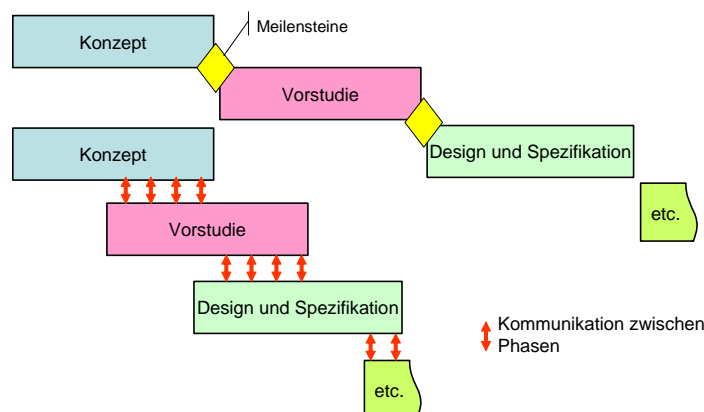 Meilensteine
Konzept
Vorstudie
Design und Spezifikation
etc.
Konzept
Vorstudie
Design und Spezifikation
etc.
Kommunikation zwischen
Phasen